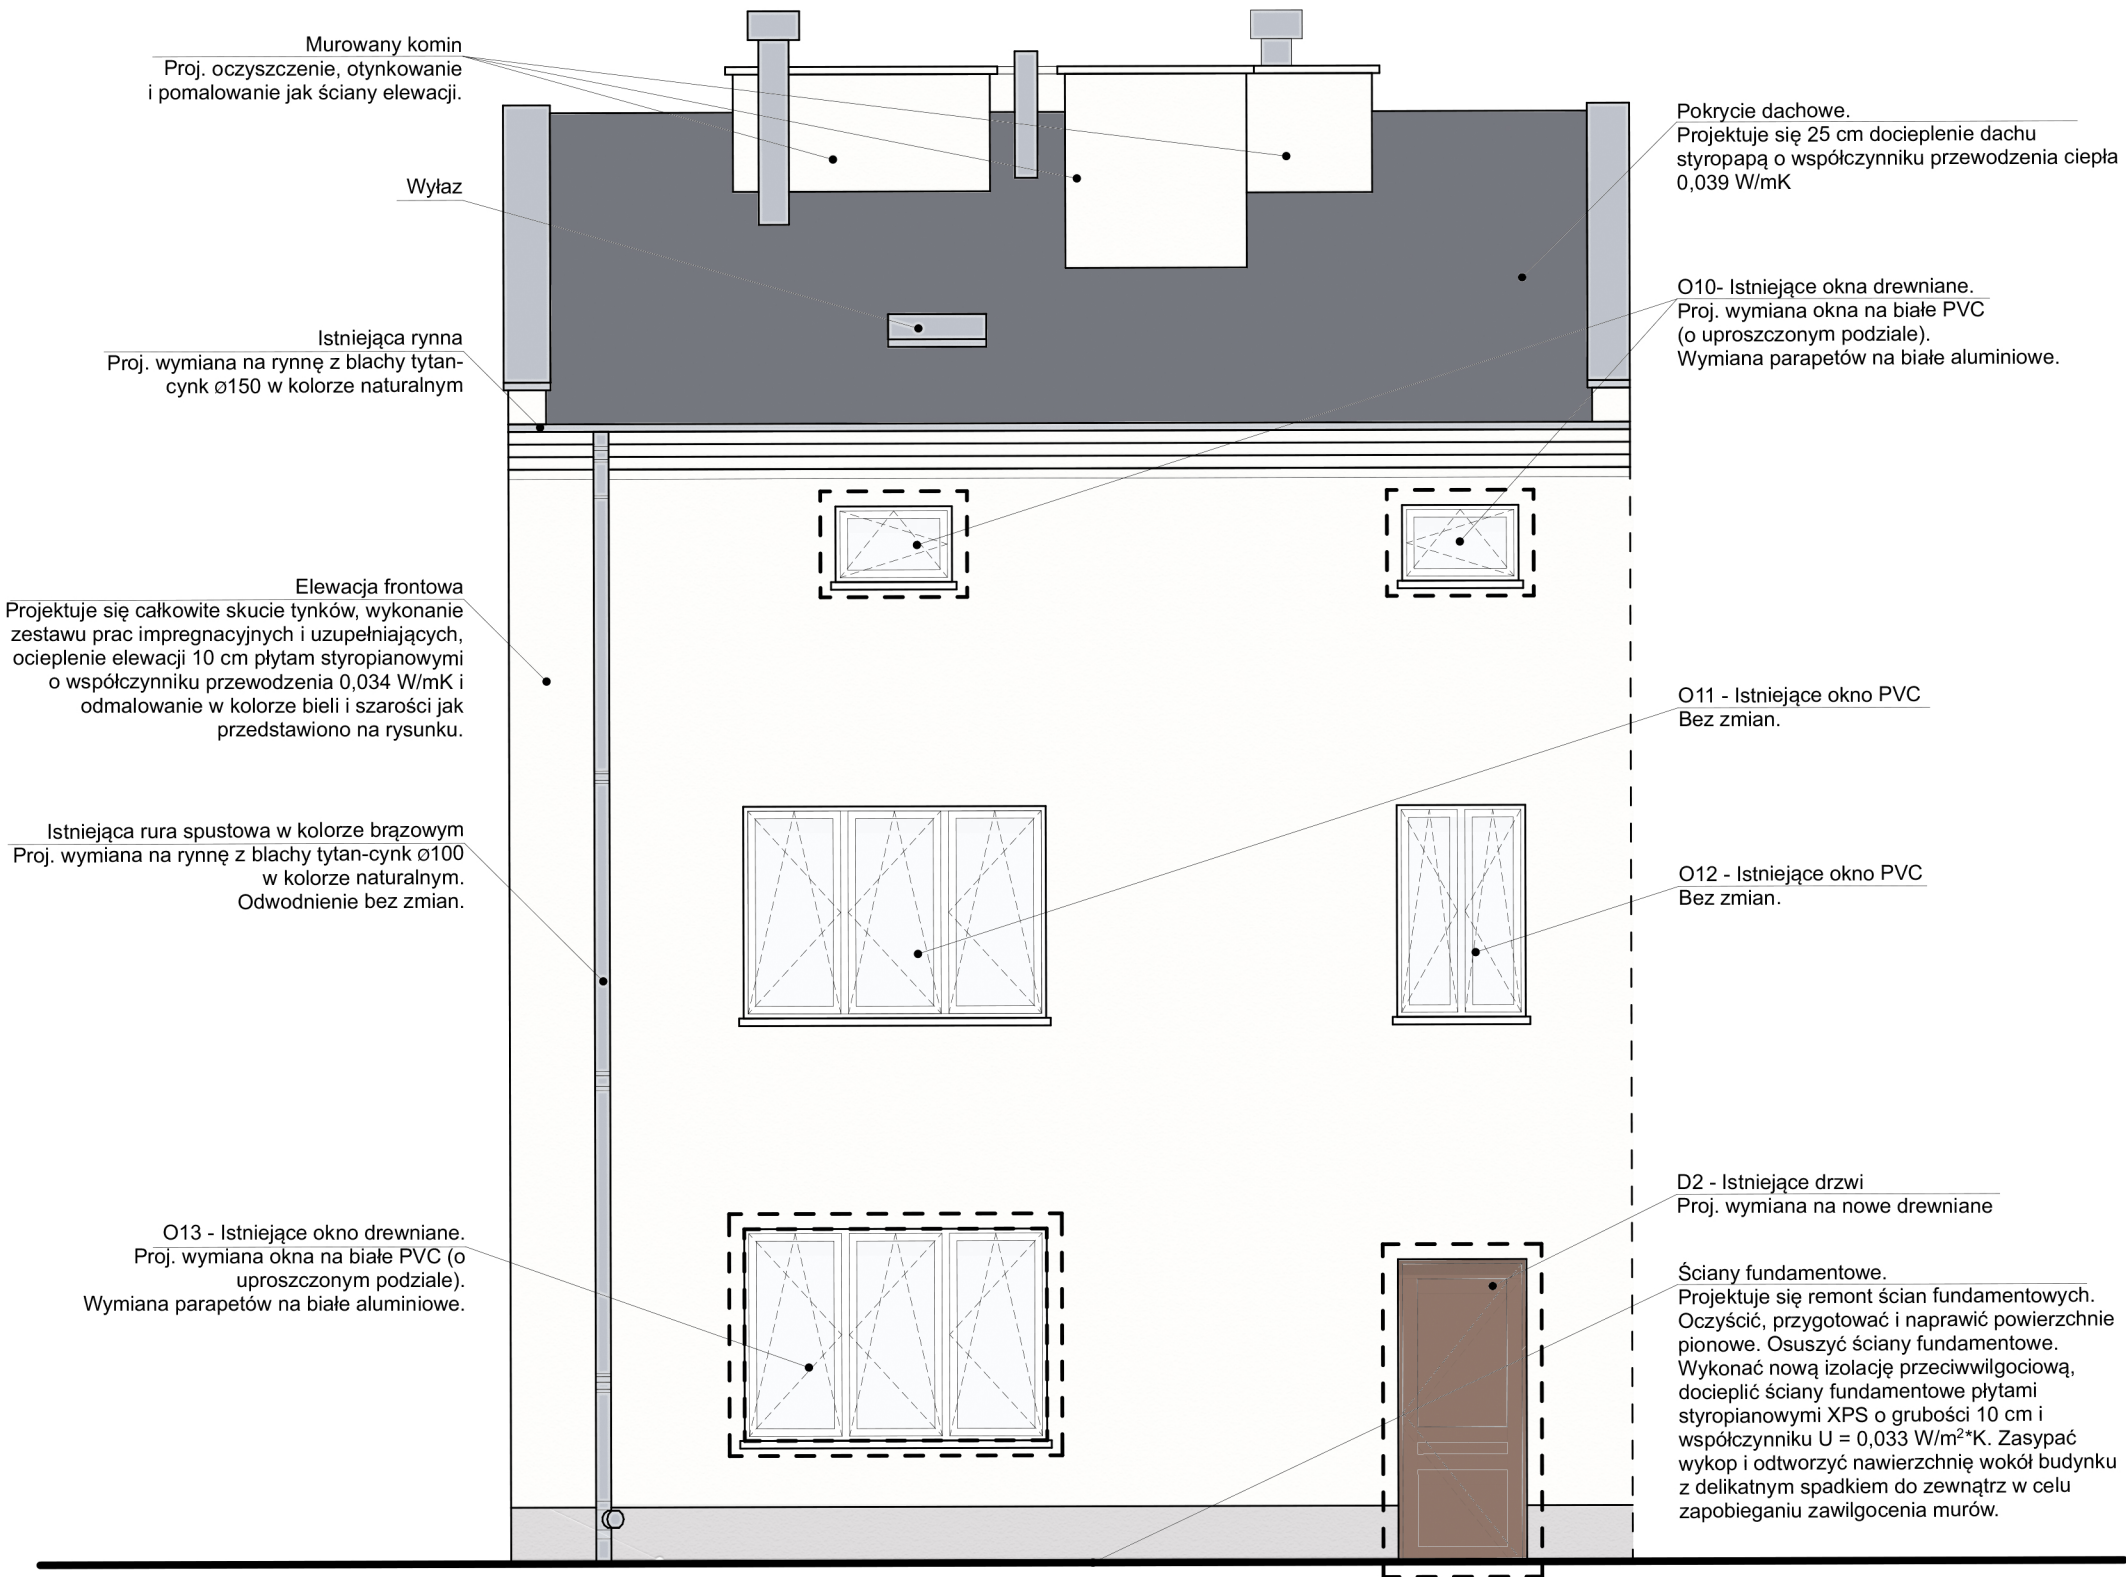 Murowany komin
Proj. oczyszczenie, otynkowanie
i pomalowanie jak ściany elewacji.
Wyłaz
Istniejąca rynna
Proj. wymiana na rynnę z blachy tytan-
cynk ø150 w kolorze naturalnym
Elewacja frontowa
Projektuje się całkowite skucie tynków, wykonanie
zestawu prac impregnacyjnych i uzupełniających,
ocieplenie elewacji 10 cm płytam styropianowymi
o współczynniku przewodzenia 0,034 W/mK i
odmalowanie w kolorze bieli i szarości jak
przedstawiono na rysunku.
Istniejąca rura spustowa w kolorze brązowym
Proj. wymiana na rynnę z blachy tytan-cynk ø100
w kolorze naturalnym.
Odwodnienie bez zmian.
O13 - Istniejące okno drewniane.
Proj. wymiana okna na białe PVC (o
uproszczonym podziale).
Wymiana parapetów na białe aluminiowe.
Pokrycie dachowe.
Projektuje się 25 cm docieplenie dachu
styropapą o współczynniku przewodzenia ciepła
0,039 W/mK
O10- Istniejące okna drewniane.
Proj. wymiana okna na białe PVC
(o uproszczonym podziale).
Wymiana parapetów na białe aluminiowe.
O11 - Istniejące okno PVC
Bez zmian.
O12 - Istniejące okno PVC
Bez zmian.
D2 - Istniejące drzwi
Proj. wymiana na nowe drewniane
Ściany fundamentowe.
Projektuje się remont ścian fundamentowych.
Oczyścić, przygotować i naprawić powierzchnie
pionowe. Osuszyć ściany fundamentowe.
Wykonać nową izolację przeciwwilgociową,
docieplić ściany fundamentowe płytami
styropianowymi XPS o grubości 10 cm i
współczynniku U = 0,033 W/m²*K. Zasypać
wykop i odtworzyć nawierzchnię wokół budynku
z delikatnym spadkiem do zewnątrz w celu
zapobieganiu zawilgocenia murów.